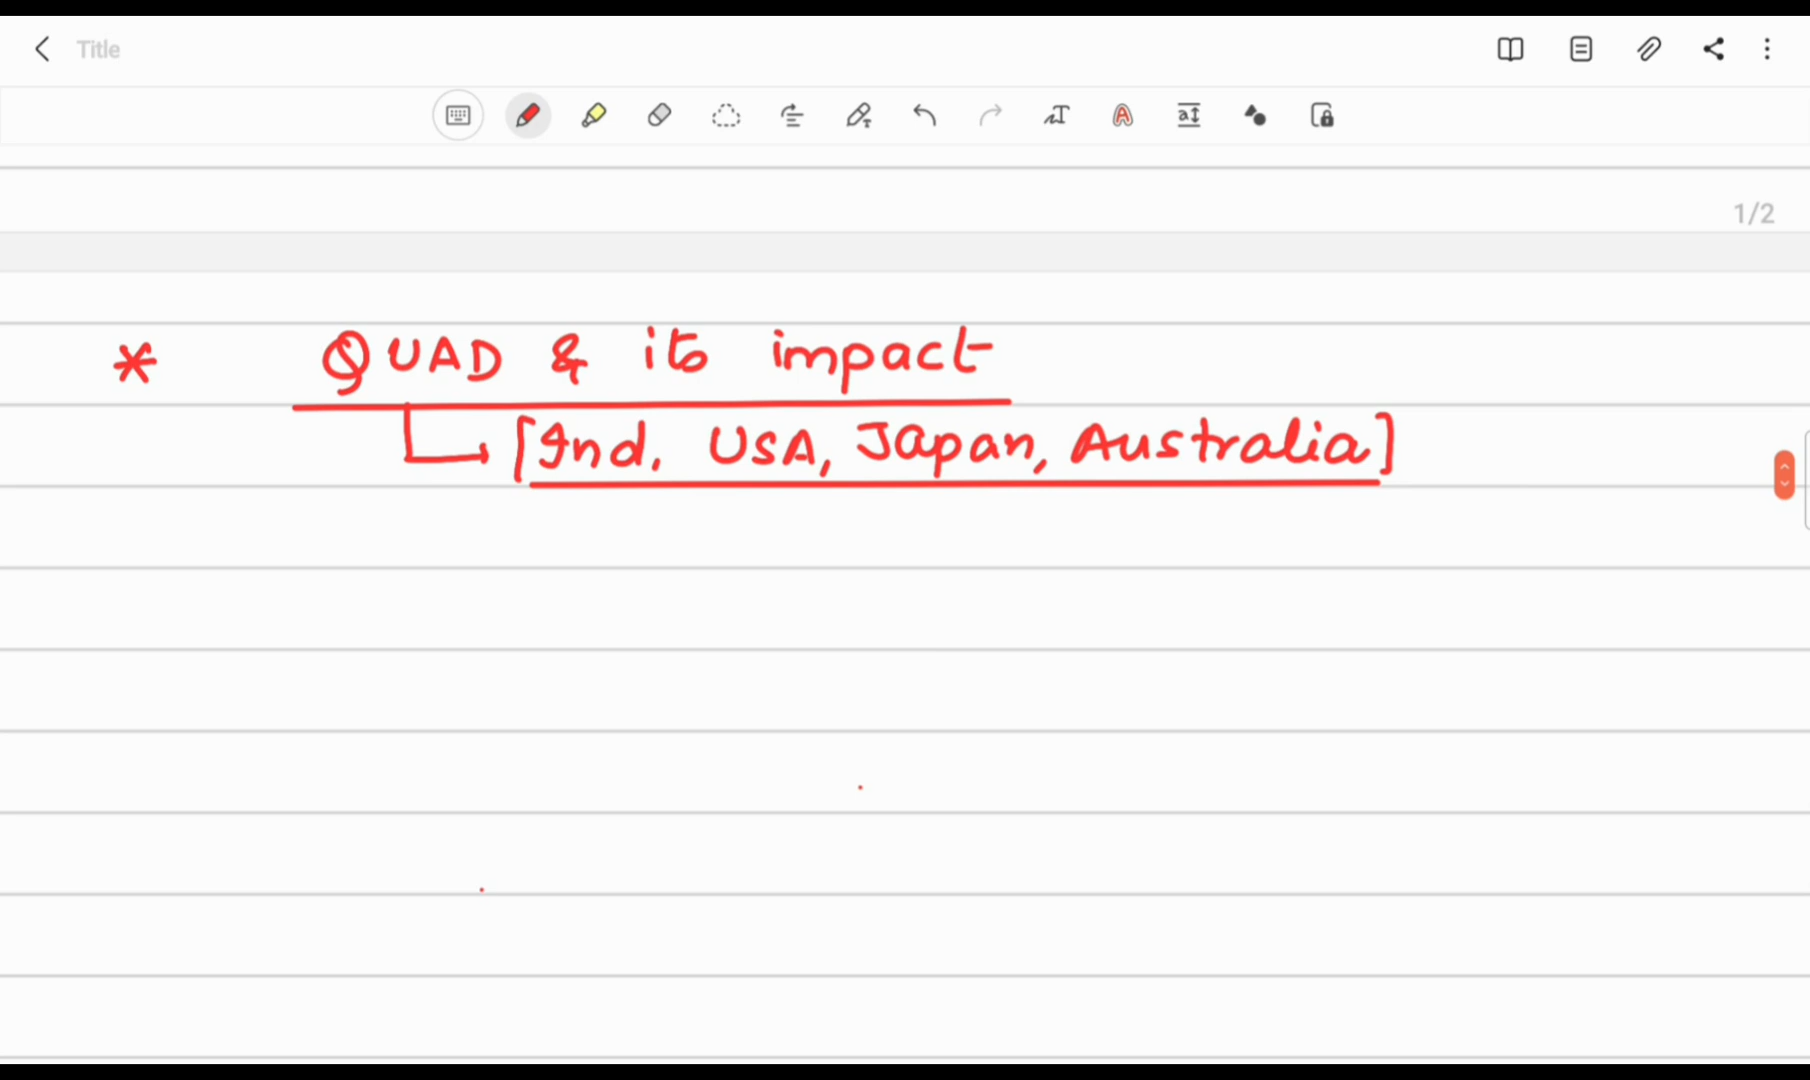 Title
1/2
* QUAD & its impact
[Ind, USA, Japan, Australia]